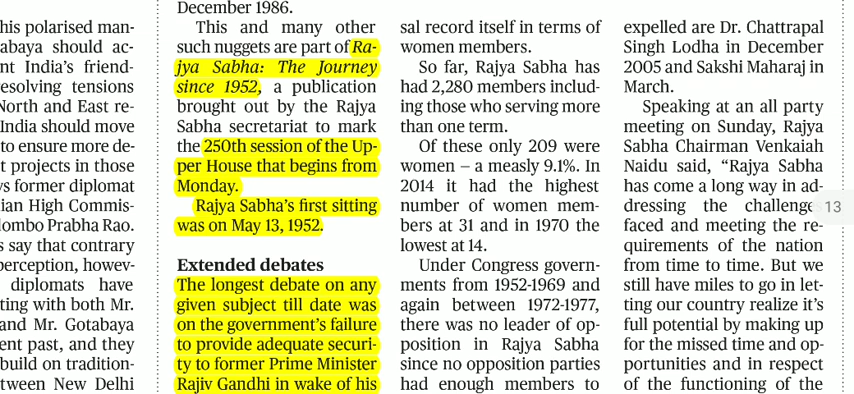 his polarised man-
abaya should ac-
nt India's friend-
resolving tensions
North and East re-
India should move
to ensure more de-
t projects in those
ys former diplomat
ian High Commis-
lombo Prabha Rao.
s say that contrary
perception, howev-
diplomats have
ting with both Mr.
and Mr. Gotabaya
ent past, and they
build on tradition-
tween New Delhi
December 1986.
This and many other
such nuggets are part of Ra-
jya Sabha: The Journey
since 1952, a publication
brought out by the Rajya
Sabha secretariat to mark
the 250th session of the Up-
per House that begins from
Monday.
Rajya Sabha's first sitting
was on May 13, 1952.
Extended debates
The longest debate on any
given subject till date was
on the government's failure
to provide adequate securi-
ty to former Prime Minister
Rajiv Gandhi in wake of his
sal record itself in terms of
women members.
So far, Rajya Sabha has
had 2,280 members includ-
ing those who serving more
than one term.
Of these only 209 were
women – a measly 9.1%. In
2014 it had the highest
number of women mem-
bers at 31 and in 1970 the
lowest at 14.
Under Congress govern-
ments from 1952-1969 and
again between 1972-1977,
there was no leader of op-
position in Rajya Sabha
since no opposition parties
had enough members to
expelled are Dr. Chattrapal
Singh Lodha in December
2005 and Sakshi Maharaj in
March.
Speaking at an all party
meeting on Sunday, Rajya
Sabha Chairman Venkaiah
Naidu said, “Rajya Sabha
has come a long way in ad-
dressing the challenges
faced and meeting the re-
quirements of the nation
from time to time. But we
still have miles to go in let-
ting our country realize it's
full potential by making up
for the missed time and op-
portunities and in respect
of the functioning of the
13